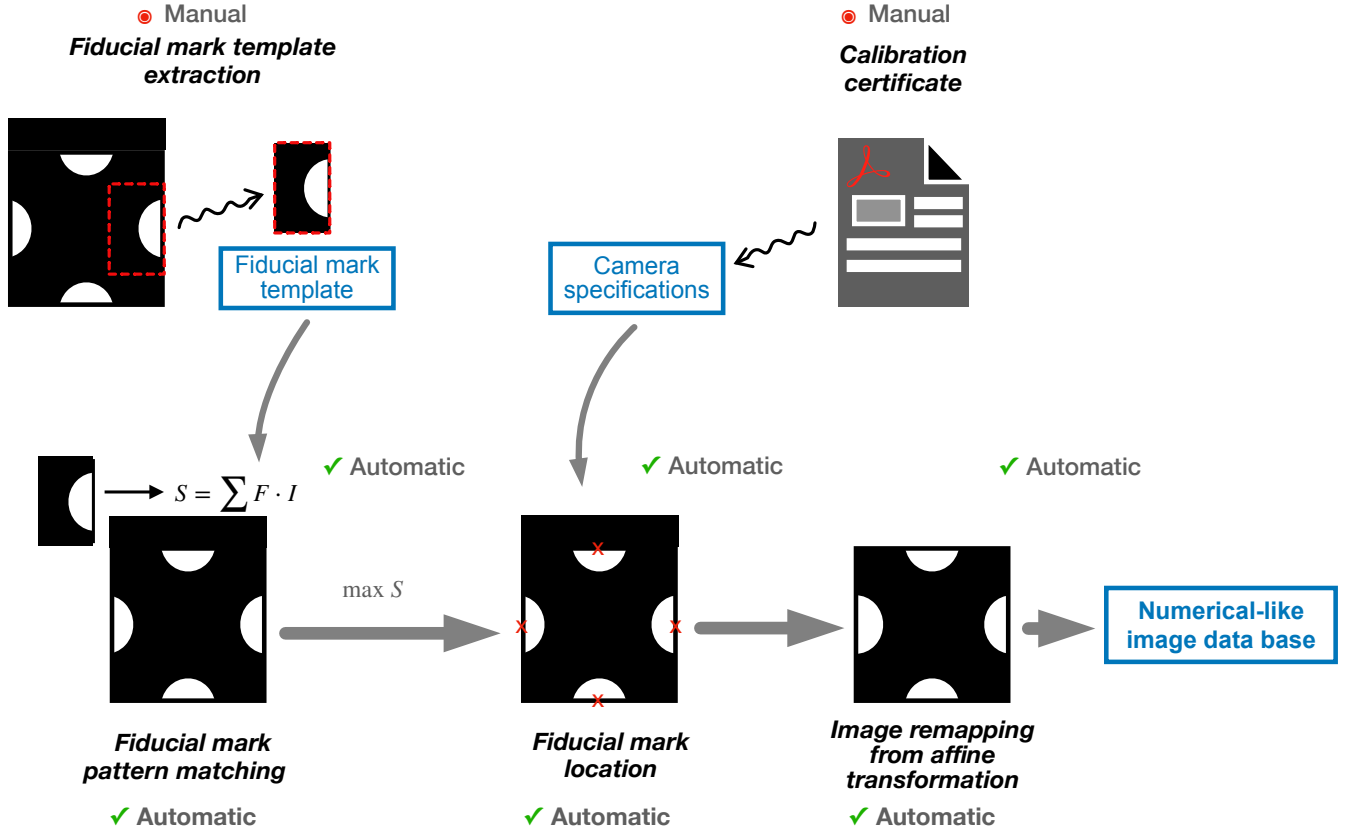 ◉ Manual
Fiducial mark template
extraction
◉ Manual
Calibration
certificate
Fiducial mark
template
Camera
specifications
✓ Automatic
✓ Automatic
✓ Automatic
S = ∑ F · I
max S
x
x
x
x
Numerical-like
image data base
Fiducial mark
pattern matching
Fiducial mark
location
Image remapping
from affine
transformation
✓ Automatic
✓ Automatic
✓ Automatic